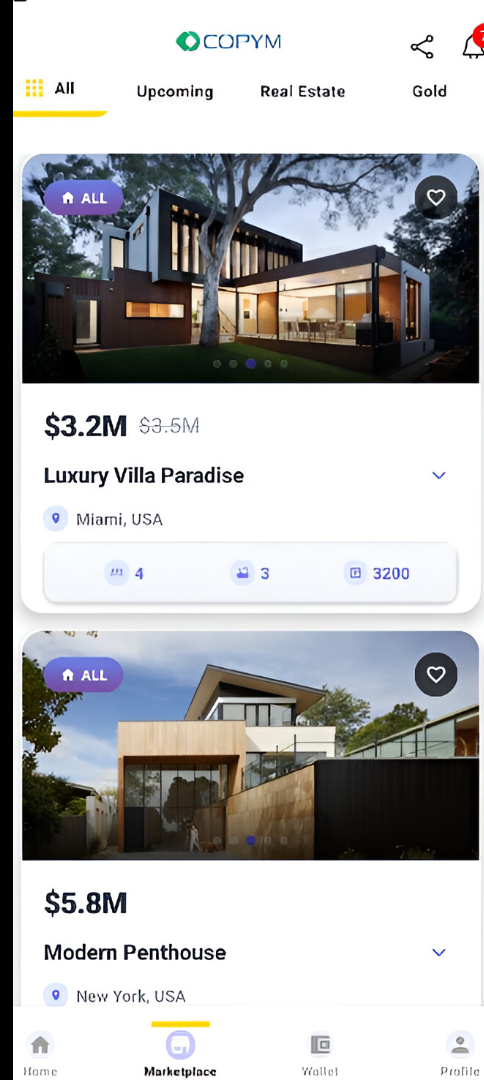 COPYM
7
All
Upcoming
Real Estate
Gold
ALL
$3.2M $3.5M
Luxury Villa Paradise
Miami, USA
4
3
3200
ALL
$5.8M
Modern Penthouse
New York, USA
Home
Marketplace
Wallet
Profile